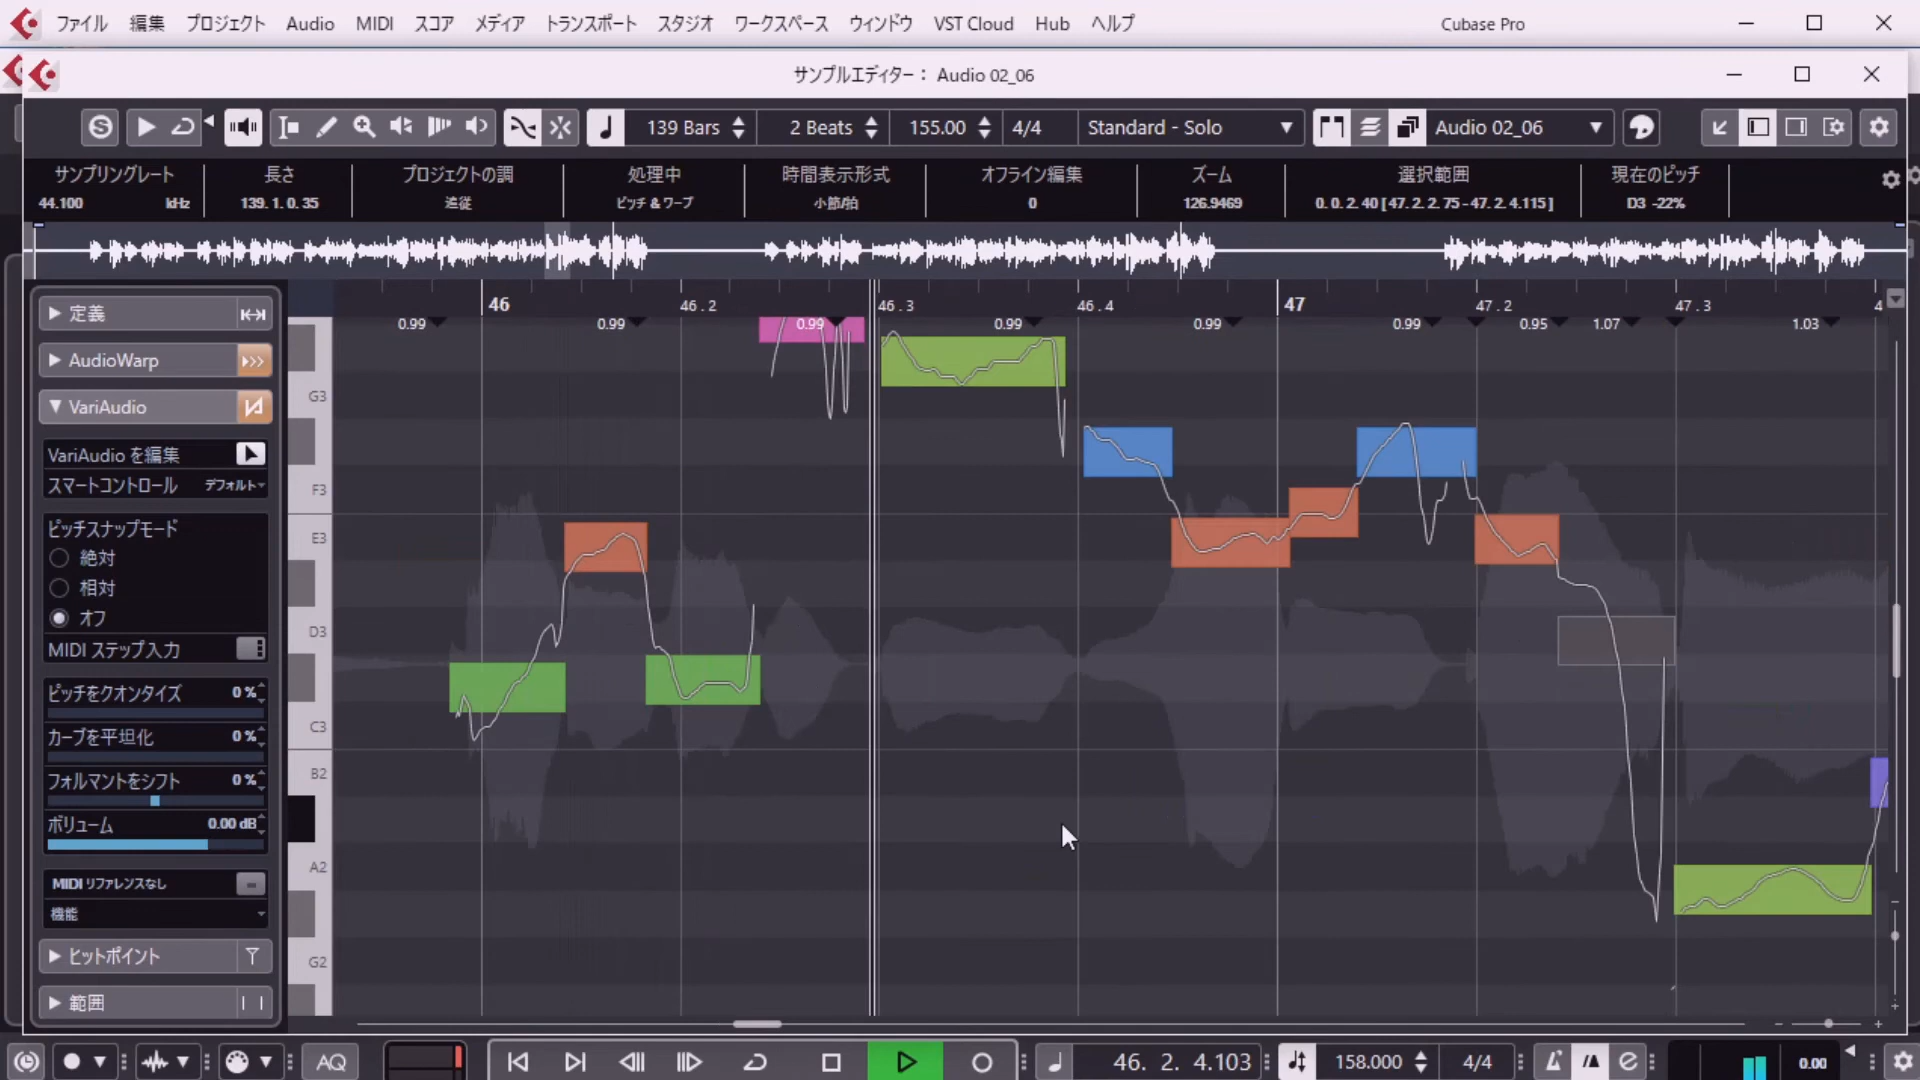 ファイル 編集 プロジェクト Audio MIDI スコア メディア トランスポート スタジオ ワークスペース ウィンドウ VST Cloud Hub ヘルプ Cubase Pro
サンプルエディター： Audio 02_06
139 Bars 2 Beats 155.00 4/4 Standard - Solo Audio 02_06
サンプリングレート 長さ プロジェクトの調 処理中 時間表示形式 オフライン編集 ズーム 選択範囲 現在のピッチ
44.100 kHz 139. 1. 0. 35 追従 ピッチ & ワープ 小節/拍 0 126.9469 0. 0. 2. 40 [ 47. 2. 2. 75 - 47. 2. 4.115 ] D3 -22%
46 46.2 46.3 46.4 47 47.2 47.3 4
0.99 0.99 0.99 0.99 0.99 0.99 0.95 1.07 1.03
定義
AudioWarp
VariAudio
VariAudio を編集
スマートコントロール デフォルト
ピッチスナップモード
絶対
相対
オフ
MIDI ステップ入力
ピッチをクオンタイズ 0 %
カーブを平坦化 0 %
フォルマントをシフト 0 %
ボリューム 0.00 dB
MIDI リファレンスなし
機能
ヒットポイント
範囲
G3
F3
E3
D3
C3
B2
A2
G2
AQ 46. 2. 4.103 158.000 4/4 0.00